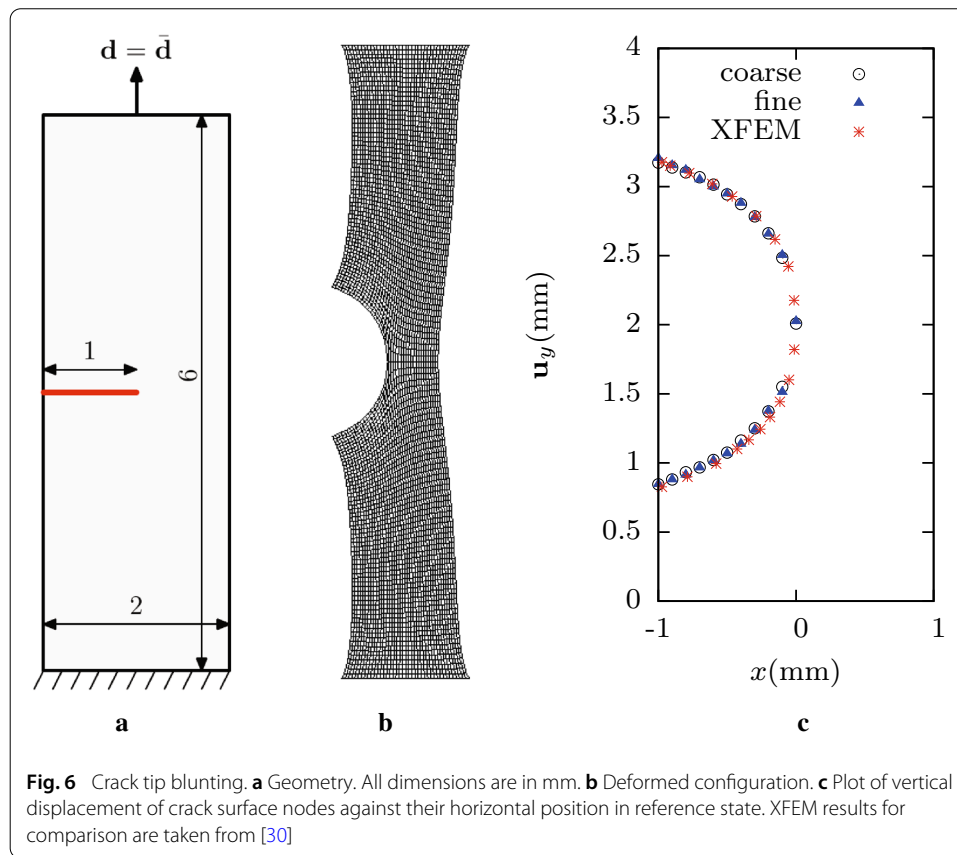 d = d̄
1
6
2
a
b
4
3.5
3
2.5
2
1.5
1
0.5
0
-1
0
1
u_y(mm)
x(mm)
coarse
fine
XFEM
c
Fig. 6 Crack tip blunting. a Geometry. All dimensions are in mm. b Deformed configuration. c Plot of vertical
displacement of crack surface nodes against their horizontal position in reference state. XFEM results for
comparison are taken from [30]